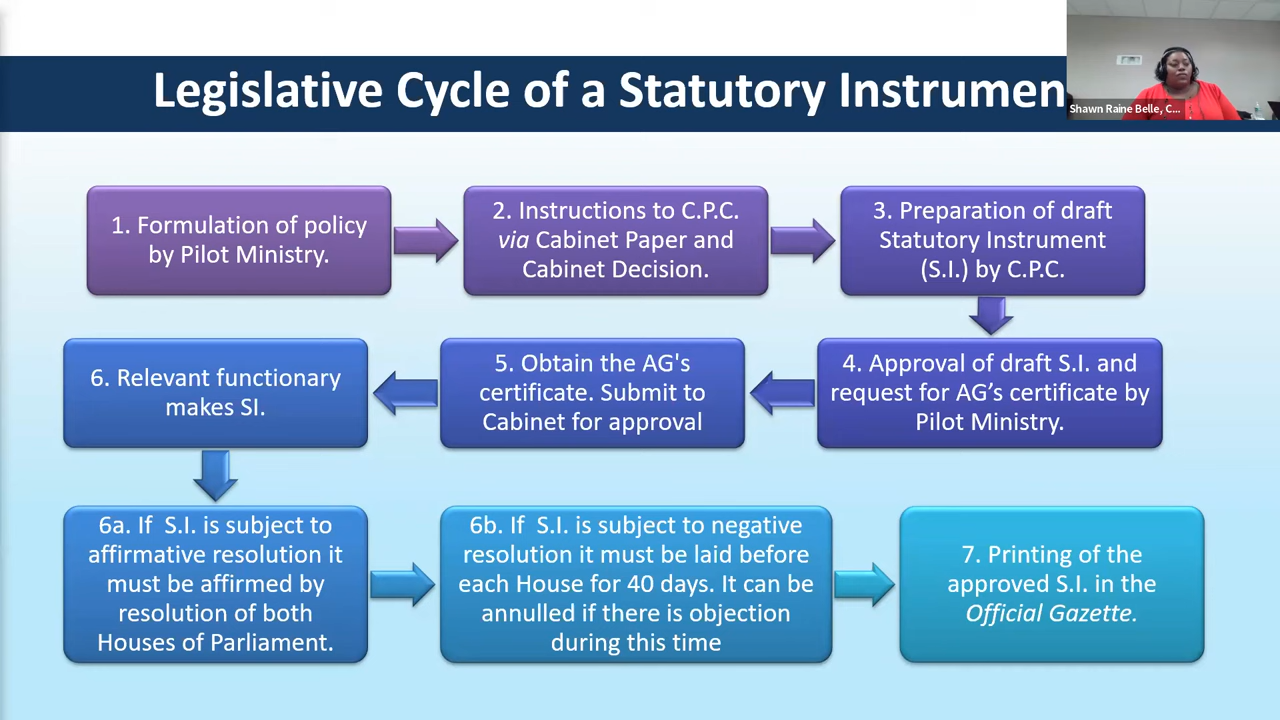 Legislative Cycle of a Statutory Instrumen
Shawn Raine Belle, C...
1. Formulation of policy
by Pilot Ministry.
2. Instructions to C.P.C.
via Cabinet Paper and
Cabinet Decision.
3. Preparation of draft
Statutory Instrument
(S.I.) by C.P.C.
4. Approval of draft S.I. and
request for AG’s certificate by
Pilot Ministry.
5. Obtain the AG's
certificate. Submit to
Cabinet for approval
6. Relevant functionary
makes SI.
6a. If S.I. is subject to
affirmative resolution it
must be affirmed by
resolution of both
Houses of Parliament.
6b. If S.I. is subject to negative
resolution it must be laid before
each House for 40 days. It can be
annulled if there is objection
during this time
7. Printing of the
approved S.I. in the
Official Gazette.